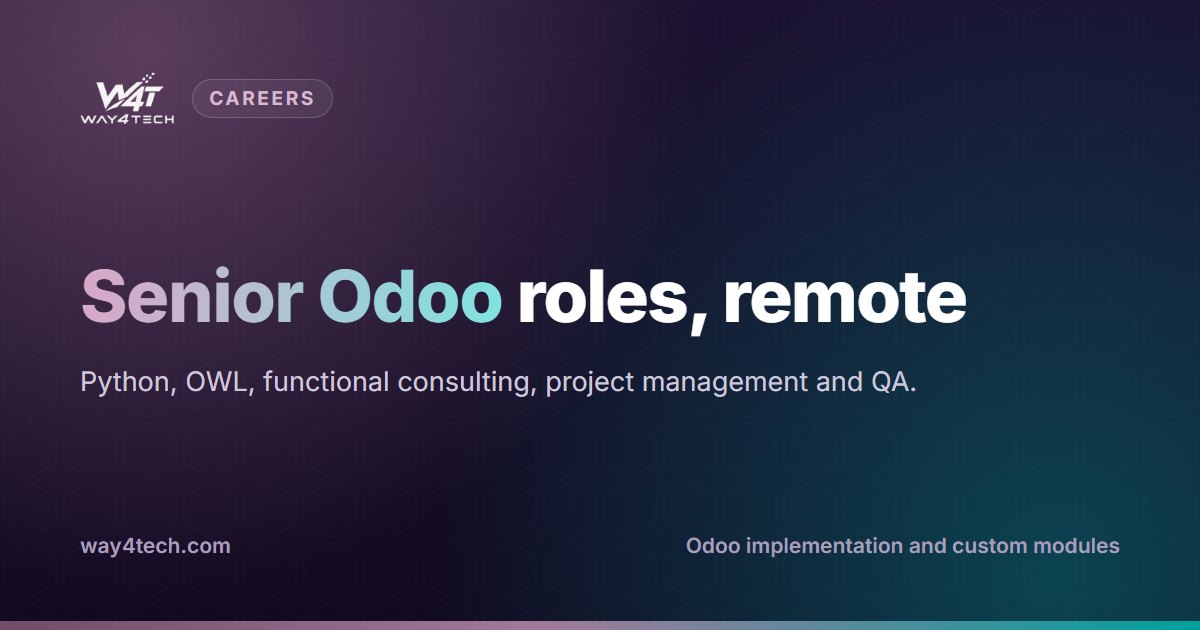 W4T
WAY4TECH
CAREERS
Senior Odoo roles, remote
Python, OWL, functional consulting, project management and QA.
way4tech.com
Odoo implementation and custom modules